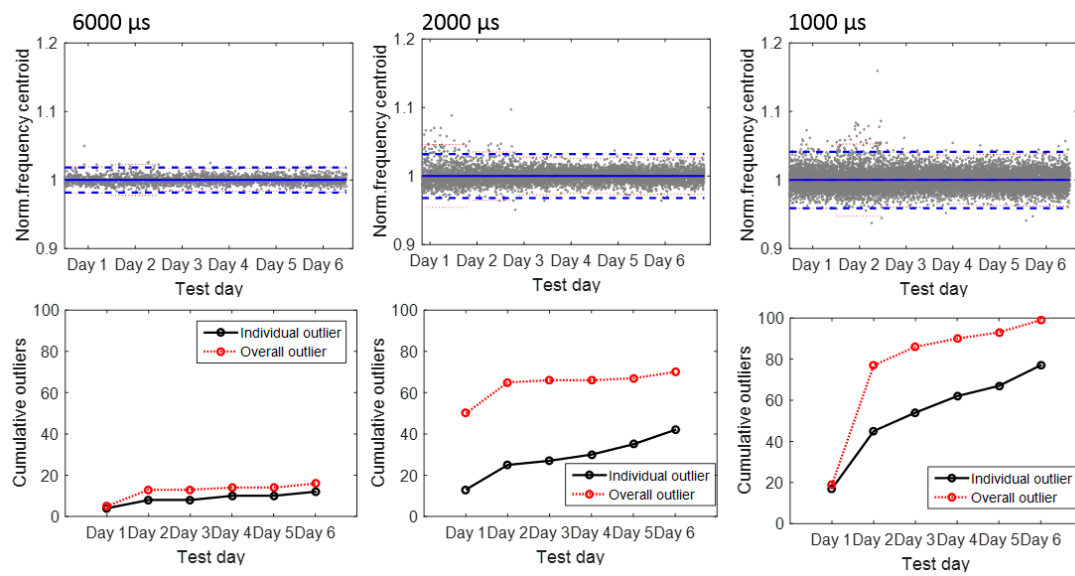 6000 µs
2000 µs
1000 µs
Norm.frequency centroid
1.2
1.1
1
0.9
Day 1 Day 2 Day 3 Day 4 Day 5 Day 6
Test day
Norm.frequency centroid
1.2
1.1
1
0.9
Day 1 Day 2 Day 3 Day 4 Day 5 Day 6
Test day
Norm.frequency centroid
1.2
1.1
1
0.9
Day 1 Day 2 Day 3 Day 4 Day 5 Day 6
Test day
Cumulative outliers
100
80
60
40
20
0
Individual outlier
Overall outlier
Day 1 Day 2 Day 3 Day 4 Day 5 Day 6
Test day
Cumulative outliers
100
80
60
40
20
0
Individual outlier
Overall outlier
Day 1 Day 2 Day 3 Day 4 Day 5 Day 6
Test day
Cumulative outliers
100
80
60
40
20
0
Individual outlier
Overall outlier
Day 1 Day 2 Day 3 Day 4 Day 5 Day 6
Test day